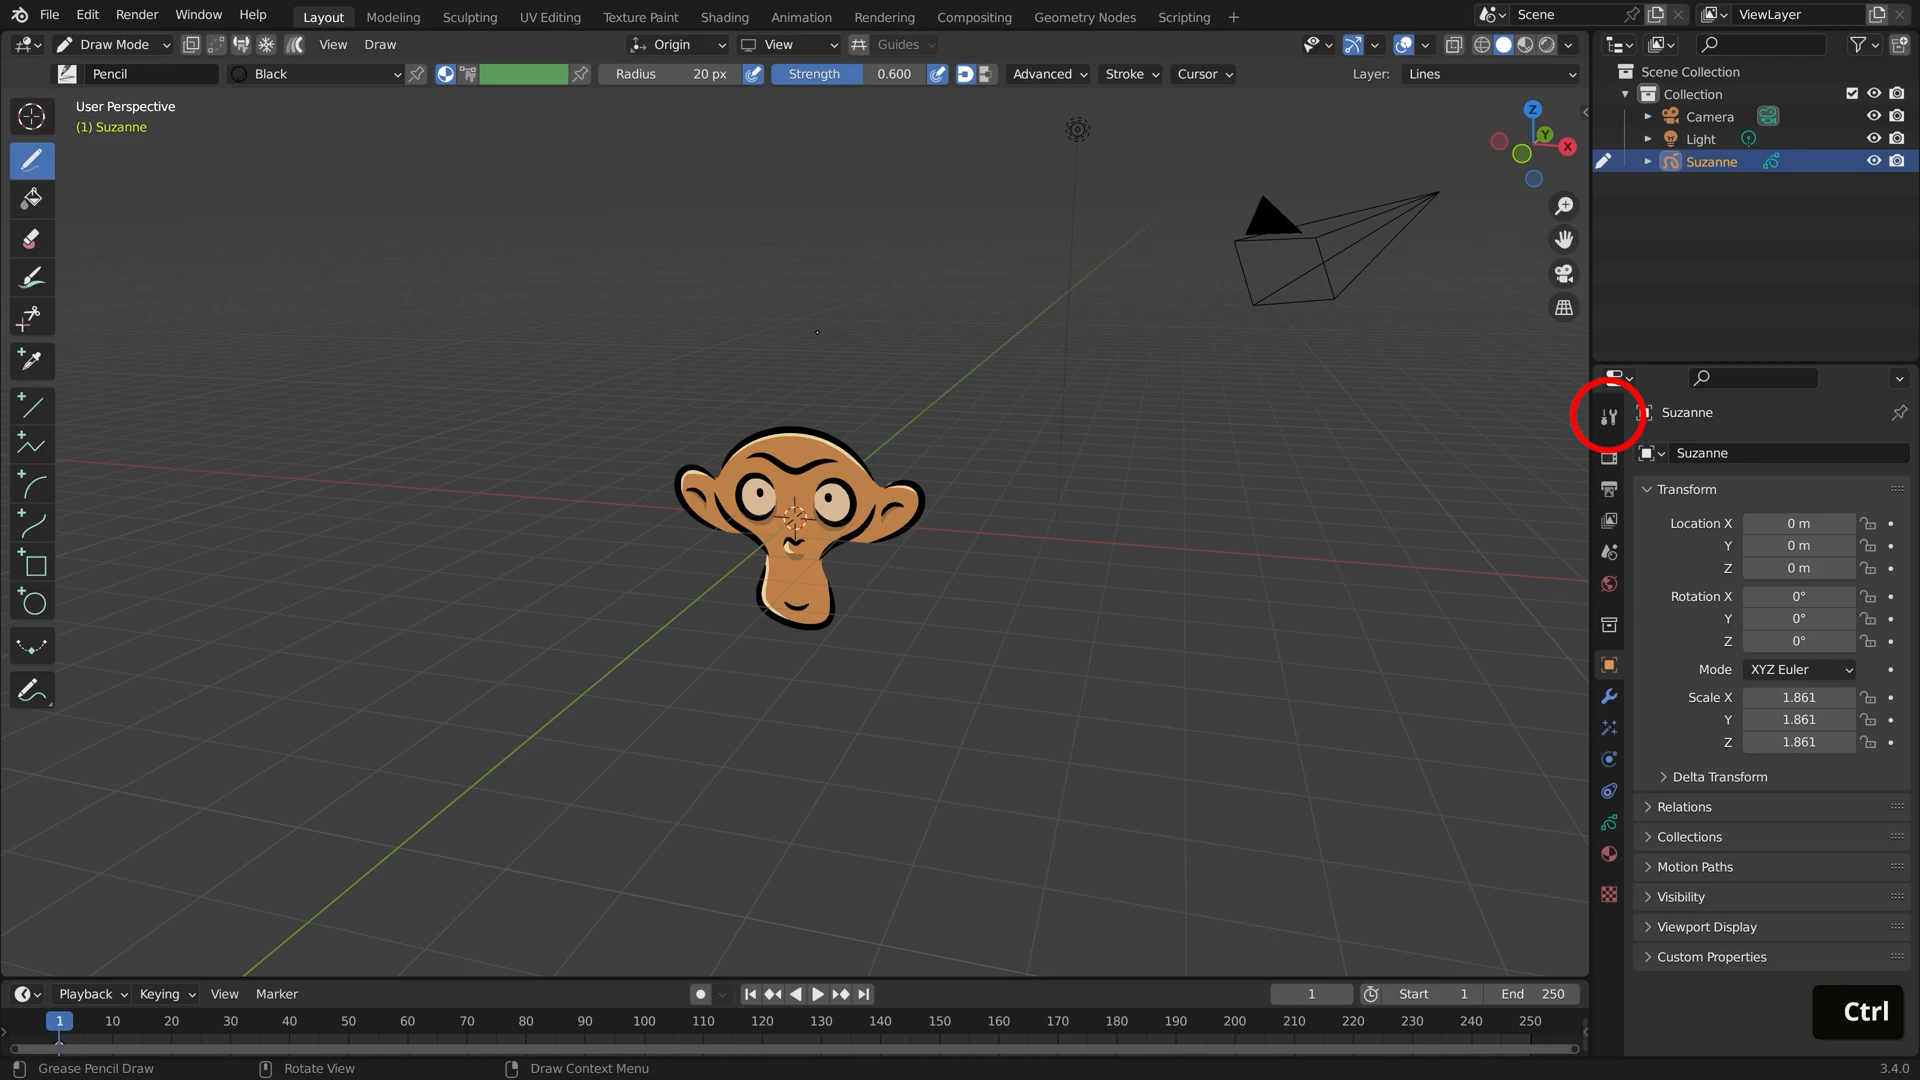 File Edit Render Window Help Layout Modeling Sculpting UV Editing Texture Paint Shading Animation Rendering Compositing Geometry Nodes Scripting + Scene ViewLayer
Draw Mode View Draw Origin View Guides
Pencil Black Radius 20 px Strength 0.600 Advanced Stroke Cursor Layer: Lines
User Perspective
(1) Suzanne
Z
Y
X
Scene Collection
Collection
Camera
Light
Suzanne
Suzanne
Suzanne
Transform
Location X 0 m
Y 0 m
Z 0 m
Rotation X 0°
Y 0°
Z 0°
Mode XYZ Euler
Scale X 1.861
Y 1.861
Z 1.861
Delta Transform
Relations
Collections
Motion Paths
Visibility
Viewport Display
Custom Properties
Playback Keying View Marker 1 Start 1 End 250
1 10 20 30 40 50 60 70 80 90 100 110 120 130 140 150 160 170 180 190 200 210 220 230 240 250
Ctrl
Grease Pencil Draw Rotate View Draw Context Menu 3.4.0